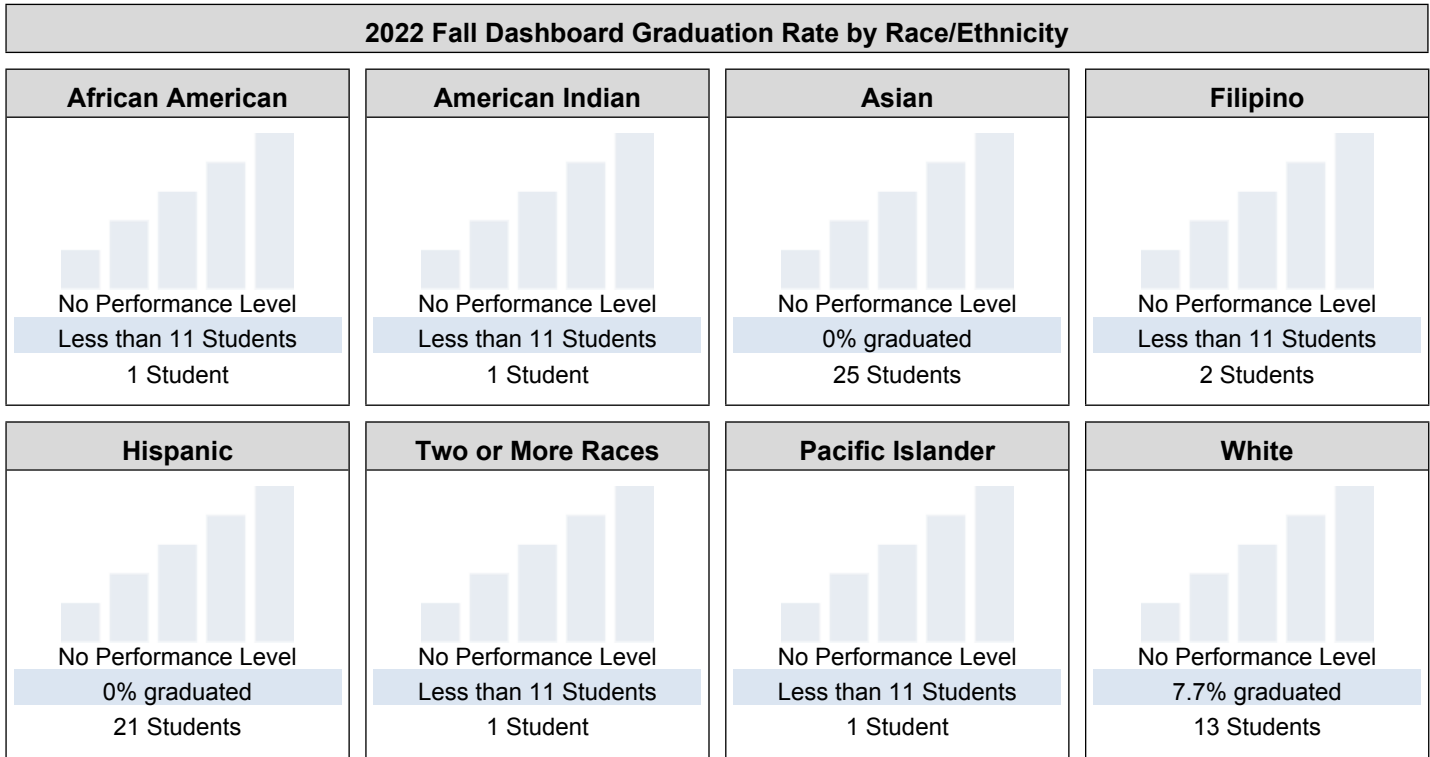 2022 Fall Dashboard Graduation Rate by Race/Ethnicity
African American
No Performance Level
Less than 11 Students
1 Student
American Indian
No Performance Level
Less than 11 Students
1 Student
Asian
No Performance Level
0% graduated
25 Students
Filipino
No Performance Level
Less than 11 Students
2 Students
Hispanic
No Performance Level
0% graduated
21 Students
Two or More Races
No Performance Level
Less than 11 Students
1 Student
Pacific Islander
No Performance Level
Less than 11 Students
1 Student
White
No Performance Level
7.7% graduated
13 Students